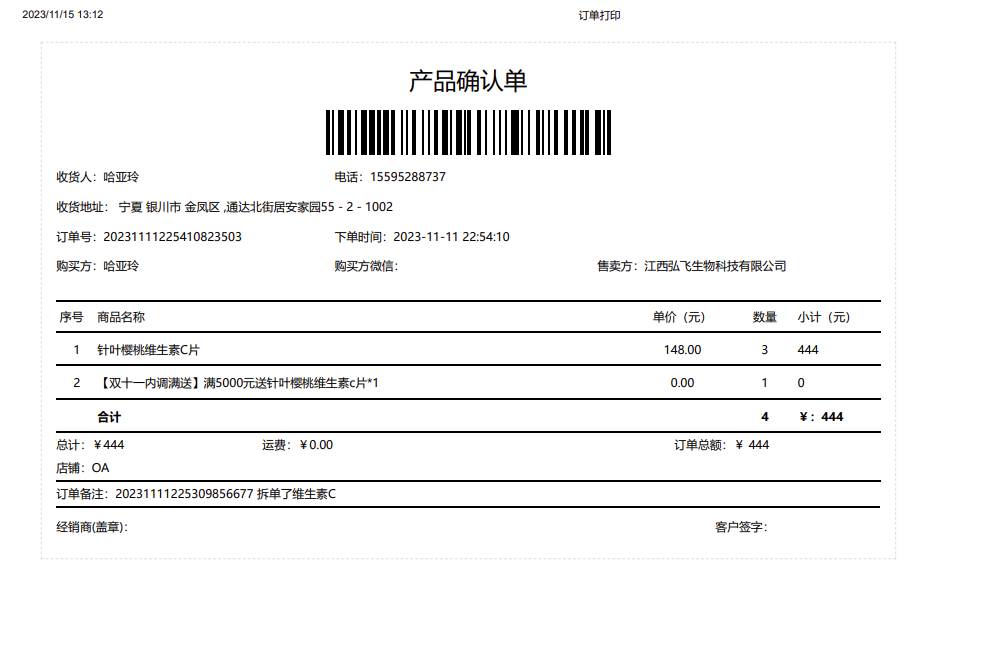 2023/11/15 13:12 订单打印
产品确认单
收货人：哈亚玲 电话：15595288737
收货地址： 宁夏 银川市 金凤区 ,通达北街居安家园55 - 2 - 1002
订单号：20231111225410823503 下单时间：2023-11-11 22:54:10
购买方：哈亚玲 购买方微信： 售卖方：江西弘飞生物科技有限公司
序号 商品名称 单价（元） 数量 小计（元）
1 针叶樱桃维生素C片 148.00 3 444
2 【双十一内调满送】满5000元送针叶樱桃维生素c片*1 0.00 1 0
合计 4 ¥：444
总计：¥444 运费：¥0.00 订单总额：¥ 444
店铺：OA
订单备注：20231111225309856677 拆单了维生素C
经销商(盖章)： 客户签字：